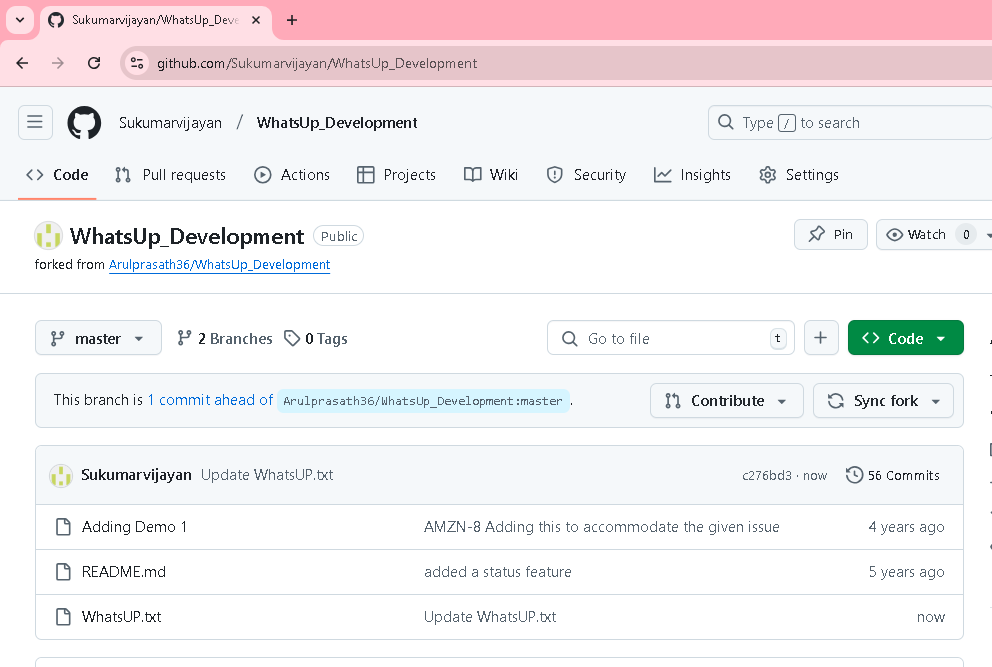 Sukumarvijayan/WhatsUp_Deve
github.com/Sukumarvijayan/WhatsUp_Development
Sukumarvijayan / WhatsUp_Development
Type / to search
Code Pull requests Actions Projects Wiki Security Insights Settings
WhatsUp_Development Public
Pin
Watch 0
forked from Arulprasath36/WhatsUp_Development
master
2 Branches
0 Tags
Go to file t
Code
This branch is 1 commit ahead of Arulprasath36/WhatsUp_Development:master .
Contribute
Sync fork
Sukumarvijayan Update WhatsUP.txt c276bd3 · now 56 Commits
Adding Demo 1 AMZN-8 Adding this to accommodate the given issue 4 years ago
README.md added a status feature 5 years ago
WhatsUP.txt Update WhatsUP.txt now